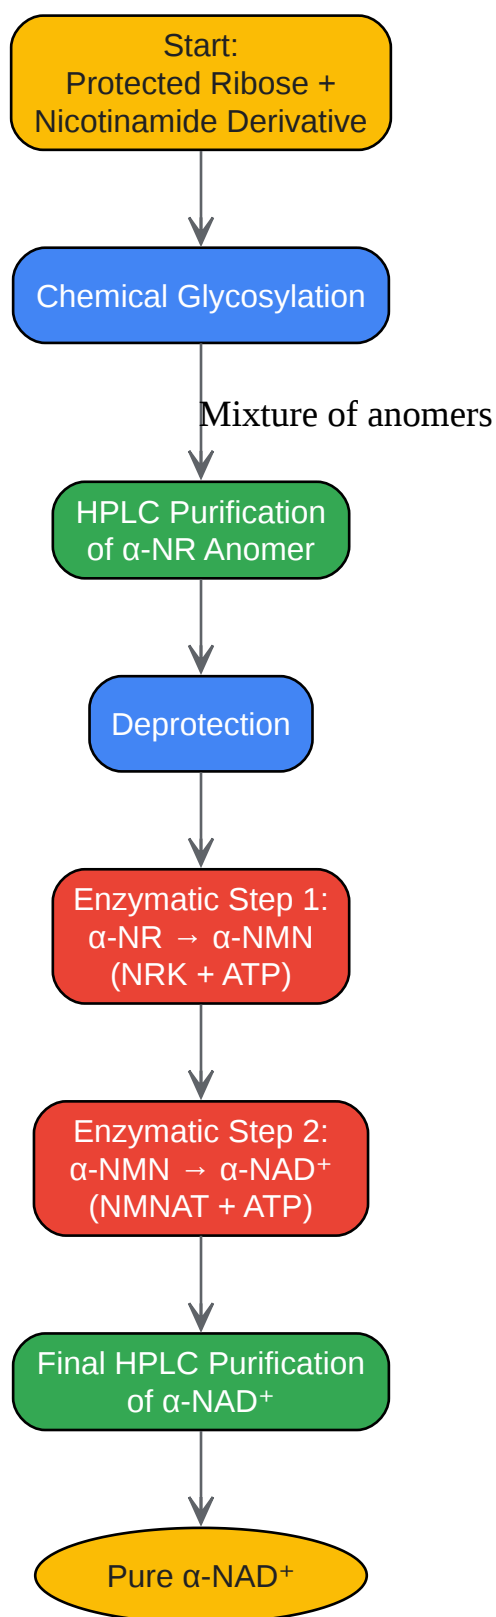 Start:
Protected Ribose +
Nicotinamide Derivative
Chemical Glycosylation
Mixture of anomers
HPLC Purification
of α-NR Anomer
Deprotection
Enzymatic Step 1:
α-NR → α-NMN
(NRK + ATP)
Enzymatic Step 2:
α-NMN → α-NAD⁺
(NMNAT + ATP)
Final HPLC Purification
of α-NAD⁺
Pure α-NAD⁺